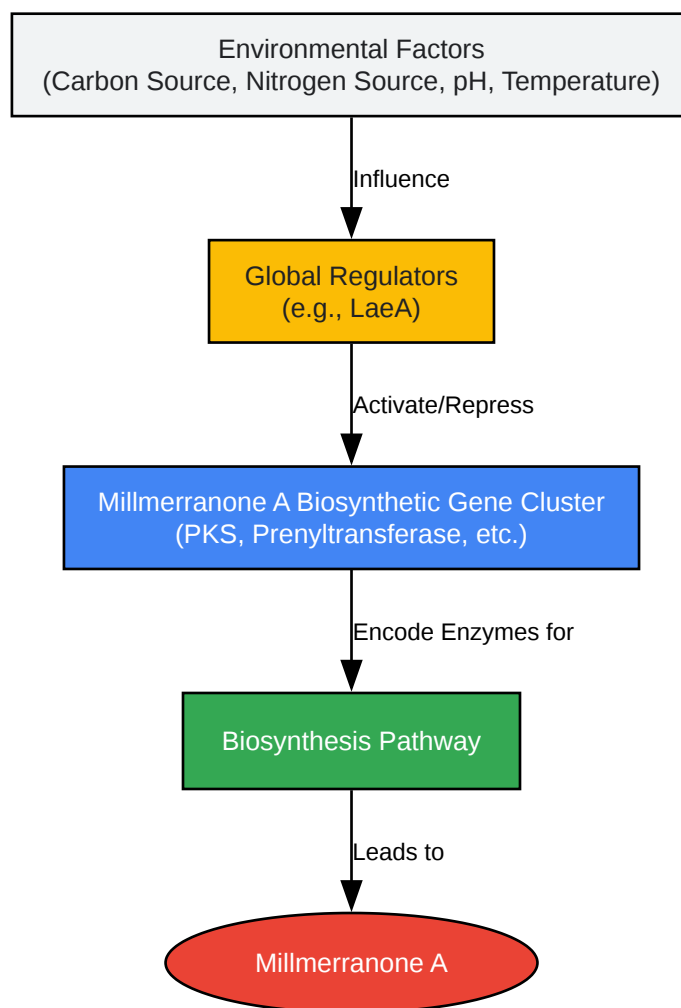 Environmental Factors
(Carbon Source, Nitrogen Source, pH, Temperature)
Influence
Global Regulators
(e.g., LaeA)
Activate/Repress
Millmerranone A Biosynthetic Gene Cluster
(PKS, Prenyltransferase, etc.)
Encode Enzymes for
Biosynthesis Pathway
Leads to
Millmerranone A